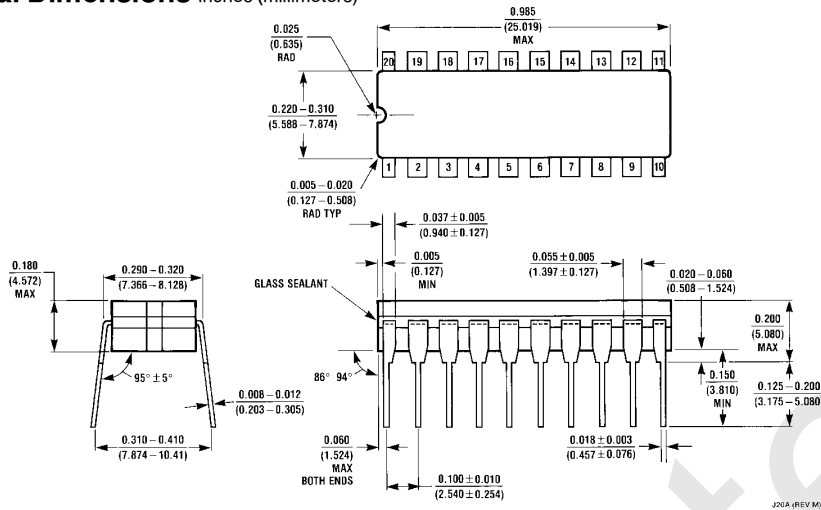 al Dimensions inches (millimeters)
0.985
(25.019)
MAX
0.025
(0.635)
RAD
20 19 18 17 16 15 14 13 12 11
0.220 – 0.310
(5.588 – 7.874)
1 2 3 4 5 6 7 8 9 10
0.005 – 0.020
(0.127 – 0.508)
RAD TYP
0.037 ± 0.005
(0.940 ± 0.127)
0.180
(4.572)
MAX
0.290 – 0.320
(7.366 – 8.128)
0.005
(0.127)
MIN
0.055 ± 0.005
(1.397 ± 0.127)
0.020 – 0.060
(0.508 – 1.524)
GLASS SEALANT
0.200
(5.080)
MAX
95° ± 5°
86° 94°
0.150
(3.810)
MIN
0.125 – 0.200
(3.175 – 5.080)
0.008 – 0.012
(0.203 – 0.305)
0.310 – 0.410
(7.874 – 10.41)
0.060
(1.524)
MAX
BOTH ENDS
0.100 ± 0.010
(2.540 ± 0.254)
0.018 ± 0.003
(0.457 ± 0.076)
J20A (REV M)